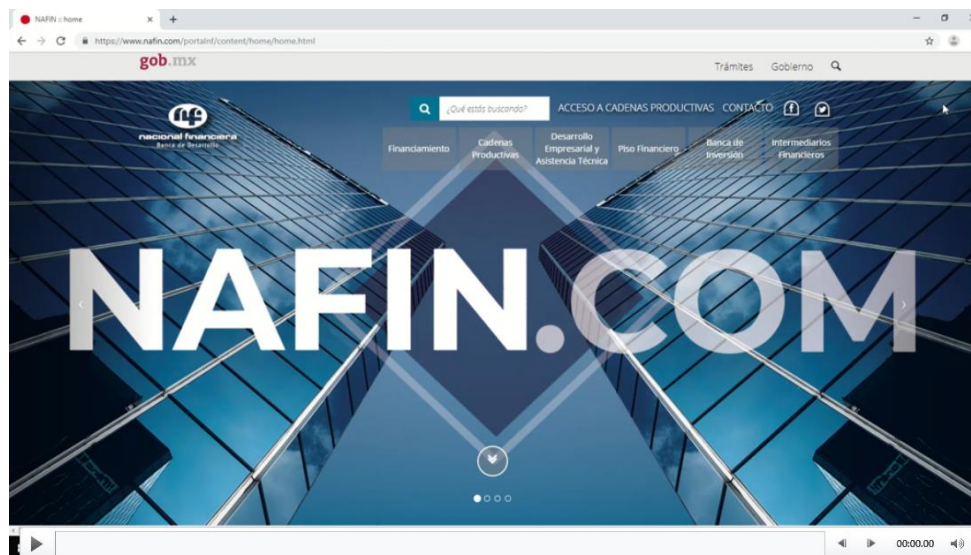 NAFIN :: home
https://www.nafin.com/portalnf/content/home/home.html
gob.mx
Trámites Gobierno
nacional financiera
Banca de Desarrollo
¿Qué estás buscando?
ACCESO A CADENAS PRODUCTIVAS CONTACTO
Financiamiento
Cadenas
Productivas
Desarrollo
Empresarial y
Asistencia Técnica
Piso Financiero
Banca de
Inversión
Intermediarios
Financieros
NAFIN.COM
00:00.00